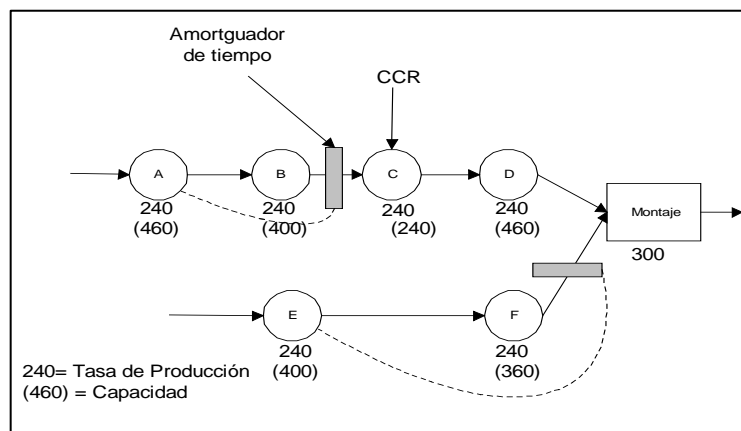 Amortguador
de tiempo
CCR
A
B
C
D
240
(460)
240
(400)
240
(240)
240
(460)
Montaje
300
E
F
240
(400)
240
(360)
240= Tasa de Producción
(460) = Capacidad